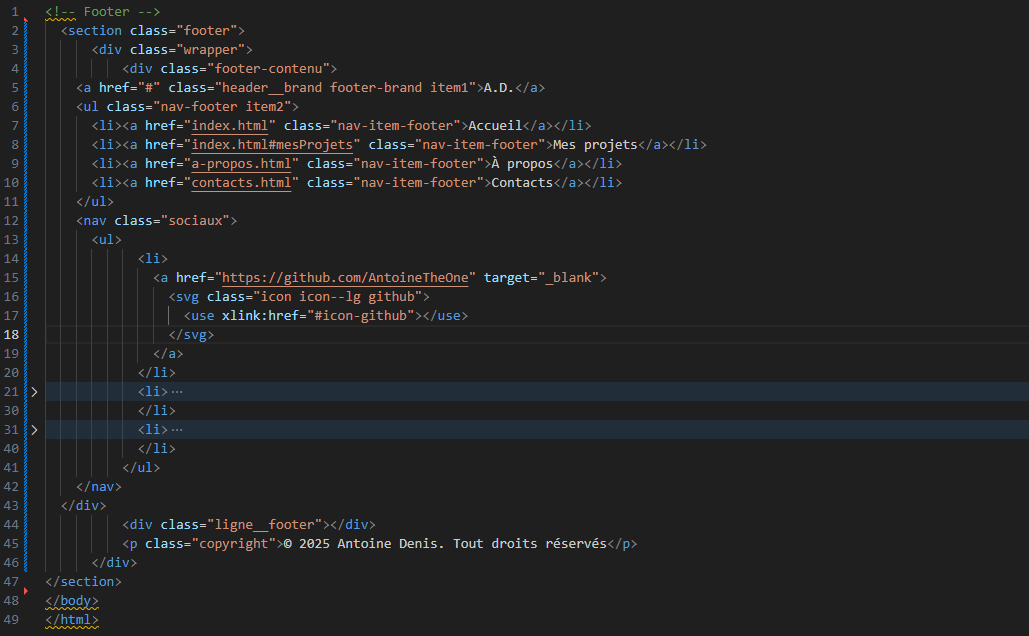 1 <!-- Footer -->
2 <section class="footer">
3 <div class="wrapper">
4 <div class="footer-contenu">
5 <a href="#" class="header__brand footer-brand item1">A.D.</a>
6 <ul class="nav-footer item2">
7 <li><a href="index.html" class="nav-item-footer">Accueil</a></li>
8 <li><a href="index.html#mesProjets" class="nav-item-footer">Mes projets</a></li>
9 <li><a href="a-propos.html" class="nav-item-footer">À propos</a></li>
10 <li><a href="contacts.html" class="nav-item-footer">Contacts</a></li>
11 </ul>
12 <nav class="sociaux">
13 <ul>
14 <li>
15 <a href="https://github.com/AntoineTheOne" target="_blank">
16 <svg class="icon icon--lg github">
17 <use xlink:href="#icon-github"></use>
18 </svg>
19 </a>
20 </li>
21 <li>···
30 </li>
31 <li>···
40 </li>
41 </ul>
42 </nav>
43 </div>
44 <div class="ligne__footer"></div>
45 <p class="copyright">© 2025 Antoine Denis. Tout droits réservés</p>
46 </div>
47 </section>
48 </body>
49 </html>